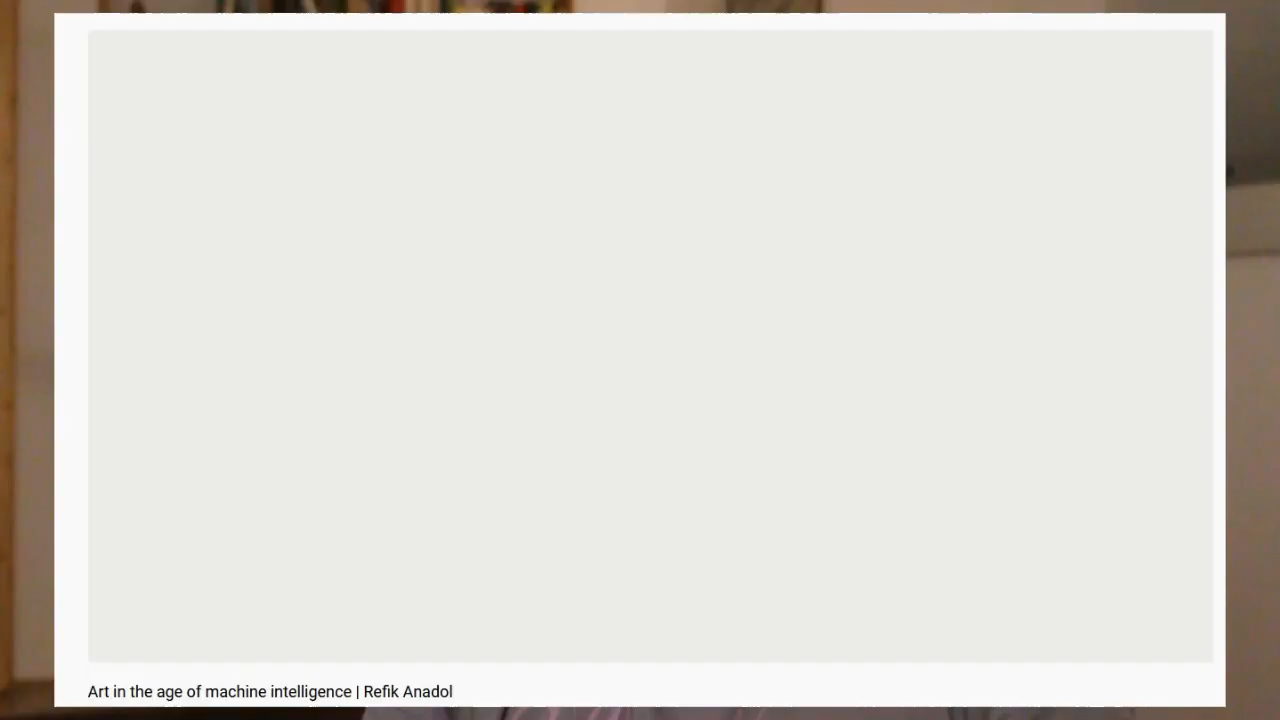 Art in the age of machine intelligence | Refik Anadol